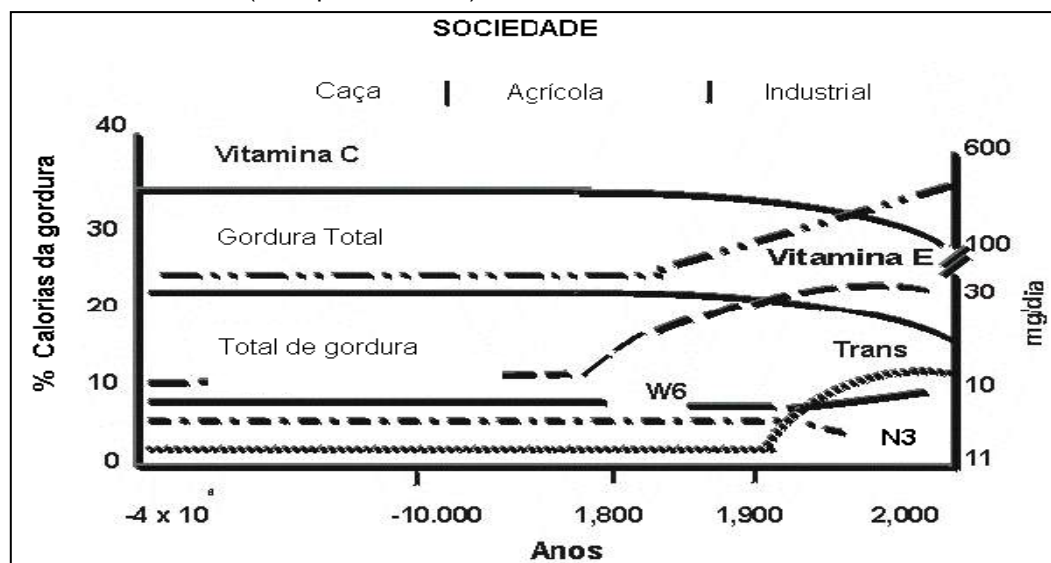 SOCIEDADE
Caça | Agrícola | Industrial
% Calorias da gordura
40
30
20
10
0
Vitamina C
Gordura Total
Vitamina E
Total de gordura
Trans
W6
N3
600
100
30
10
11
mg/dia
-4 x 10
-10.000
1,800
1,900
2,000
Anos